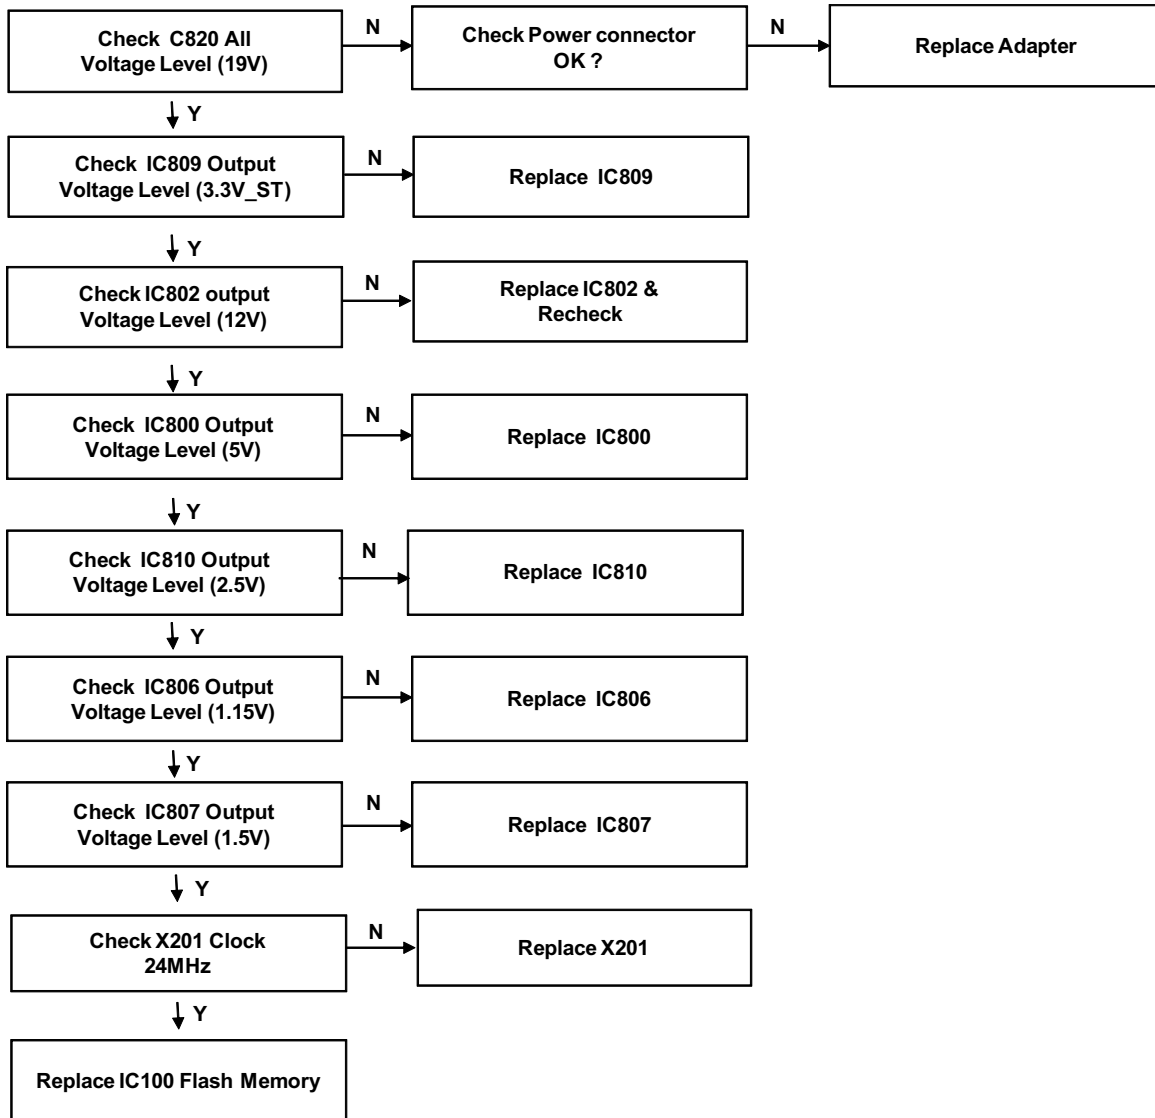 Check C820 All
Voltage Level (19V)
N
Check Power connector
OK ?
N
Replace Adapter
Y
Check IC809 Output
Voltage Level (3.3V_ST)
N
Replace IC809
Y
Check IC802 output
Voltage Level (12V)
N
Replace IC802 &
Recheck
Y
Check IC800 Output
Voltage Level (5V)
N
Replace IC800
Y
Check IC810 Output
Voltage Level (2.5V)
N
Replace IC810
Y
Check IC806 Output
Voltage Level (1.15V)
N
Replace IC806
Y
Check IC807 Output
Voltage Level (1.5V)
N
Replace IC807
Y
Check X201 Clock
24MHz
N
Replace X201
Y
Replace IC100 Flash Memory